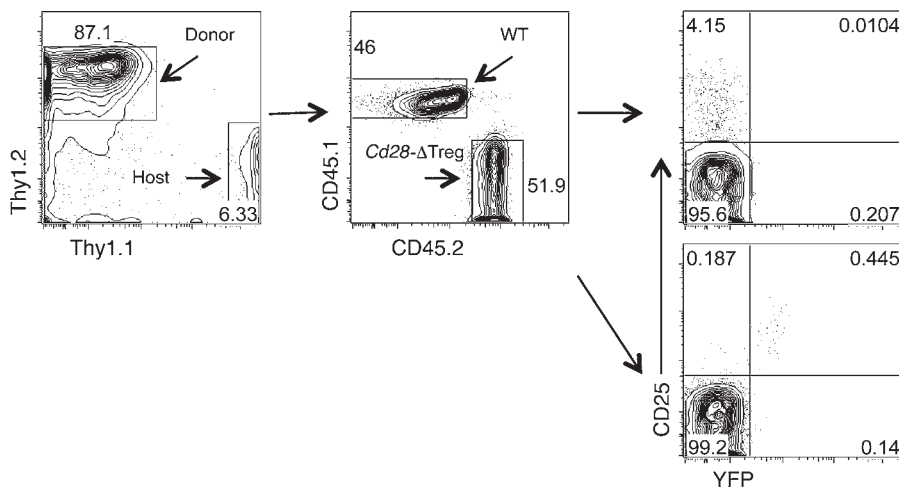 87.1
Donor
Host
6.33
Thy1.2
Thy1.1
46
WT
Cd28-ΔTreg
51.9
CD45.1
CD45.2
4.15
0.0104
95.6
0.207
0.187
0.445
99.2
0.14
CD25
YFP